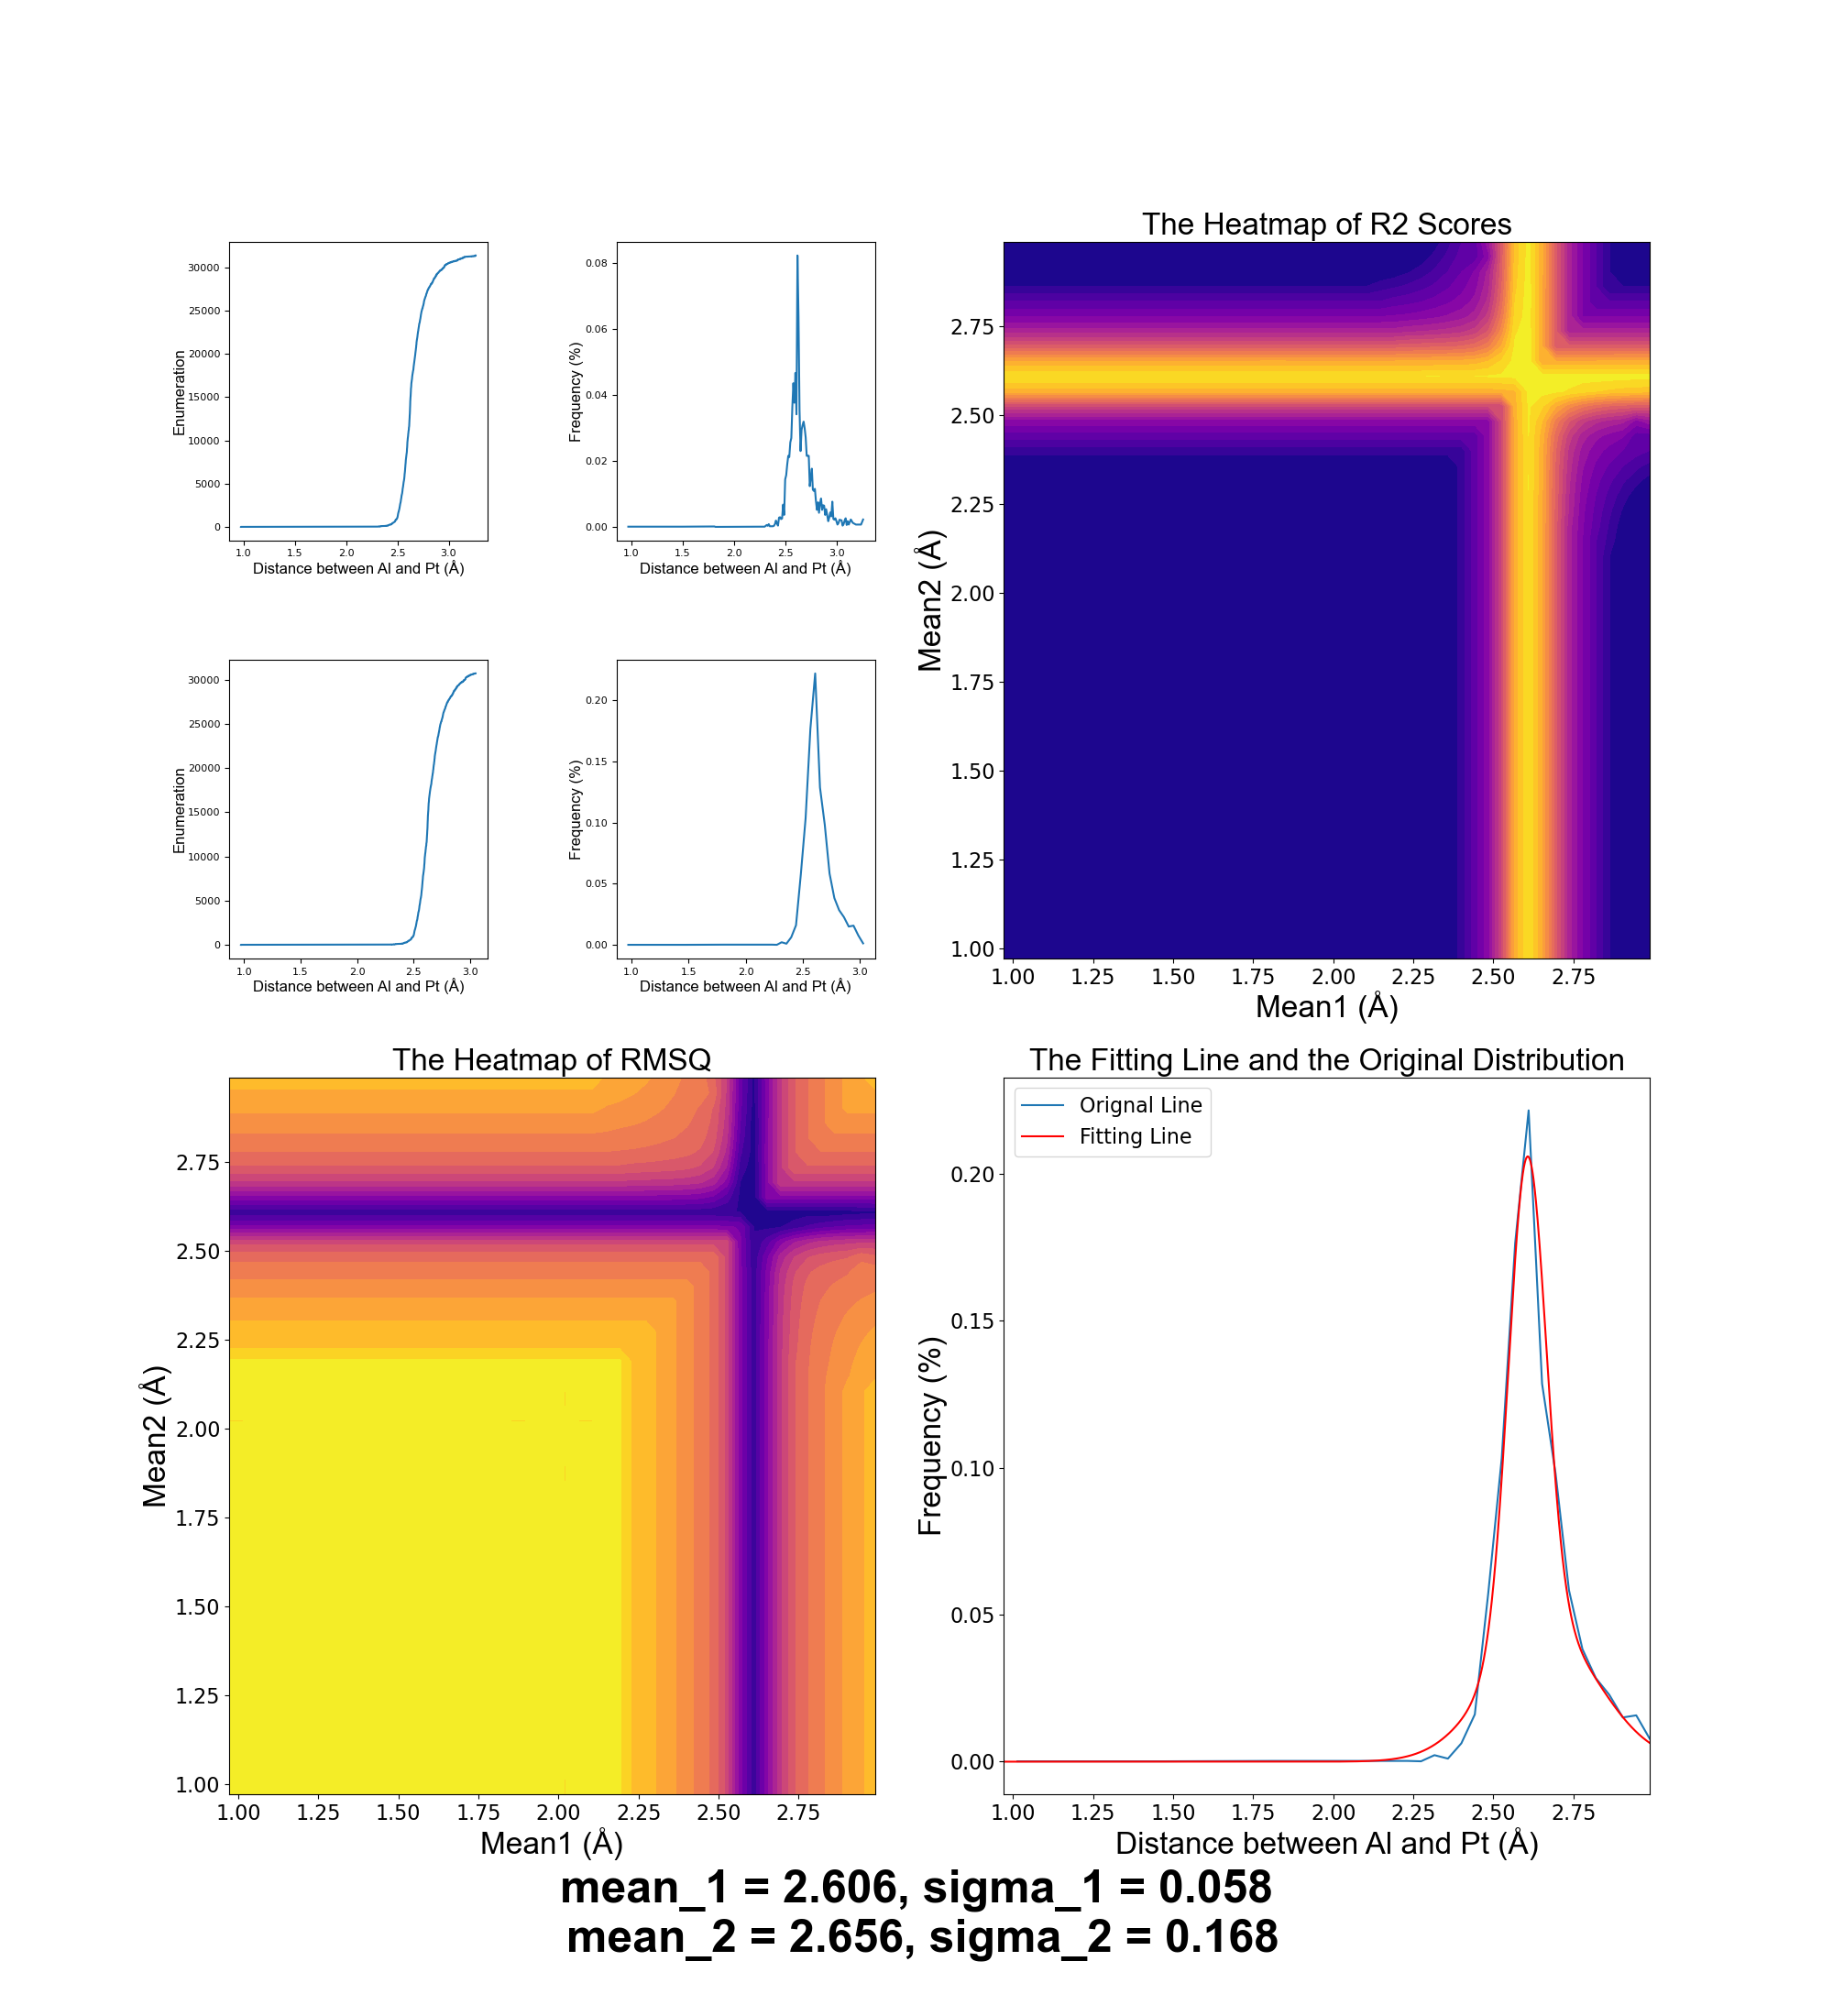 30000
25000
20000
15000
10000
5000
0
Enumeration
1.0 1.5 2.0 2.5 3.0
Distance between Al and Pt (Å)
0.08
0.06
0.04
0.02
0.00
Frequency (%)
1.0 1.5 2.0 2.5 3.0
Distance between Al and Pt (Å)
The Heatmap of R2 Scores
2.75
2.50
2.25
2.00
1.75
1.50
1.25
1.00
Mean2 (Å)
1.00 1.25 1.50 1.75 2.00 2.25 2.50 2.75
Mean1 (Å)
30000
25000
20000
15000
10000
5000
0
Enumeration
1.0 1.5 2.0 2.5 3.0
Distance between Al and Pt (Å)
0.20
0.15
0.10
0.05
0.00
Frequency (%)
1.0 1.5 2.0 2.5 3.0
Distance between Al and Pt (Å)
The Heatmap of RMSQ
2.75
2.50
2.25
2.00
1.75
1.50
1.25
1.00
Mean2 (Å)
1.00 1.25 1.50 1.75 2.00 2.25 2.50 2.75
Mean1 (Å)
The Fitting Line and the Original Distribution
Orignal Line
Fitting Line
0.20
0.15
0.10
0.05
0.00
Frequency (%)
1.00 1.25 1.50 1.75 2.00 2.25 2.50 2.75
Distance between Al and Pt (Å)
mean_1 = 2.606, sigma_1 = 0.058
mean_2 = 2.656, sigma_2 = 0.168